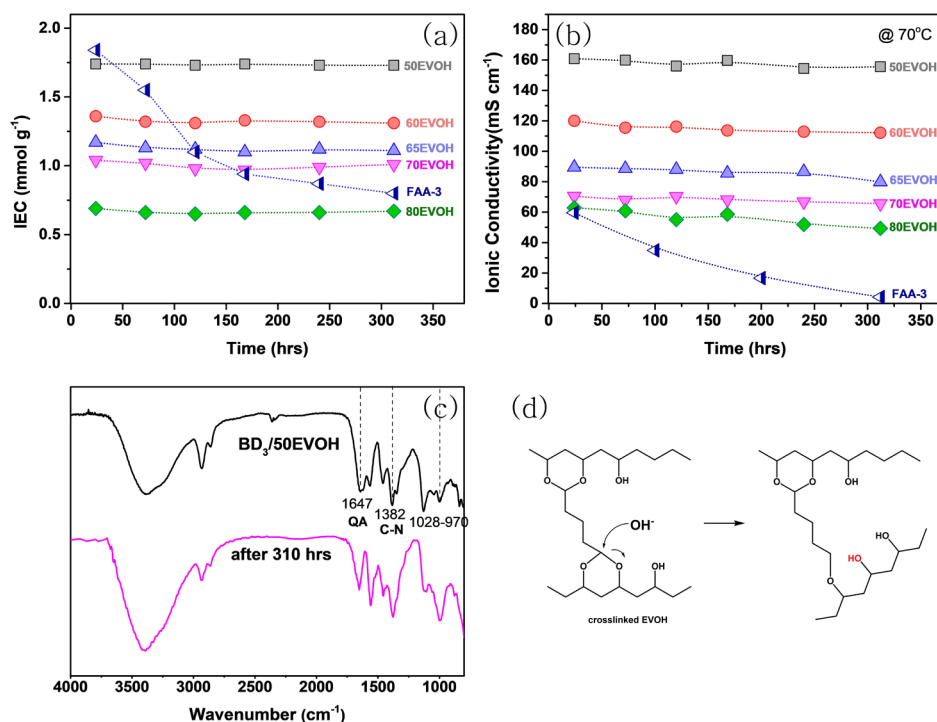 (a)
IEC (mmol g⁻¹)
2.0
1.5
1.0
0.5
0.0
50EVOH
60EVOH
65EVOH
70EVOH
FAA-3
80EVOH
0 50 100 150 200 250 300 350
Time (hrs)
(b)
@ 70°C
Ionic Conductivity(mS cm⁻¹)
180
160
140
120
100
80
60
40
20
0
50EVOH
60EVOH
65EVOH
70EVOH
80EVOH
FAA-3
0 50 100 150 200 250 300 350
Time (hrs)
(c)
BD₃/50EVOH
1647
QA
1382
C-N
1028-970
after 310 hrs
4000 3000 2000 1500 1000
Wavenumber (cm⁻¹)
(d)
OH
O O
OH⁻
O O OH
crosslinked EVOH
OH
O O
HO
HO
O